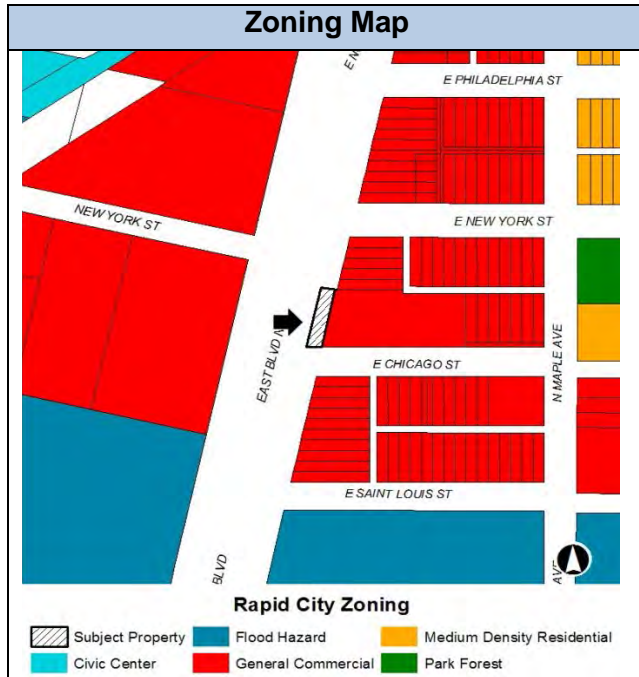 Zoning Map
E N
E PHILADELPHIA ST
NEW YORK ST
E NEW YORK ST
EAST BLVD N
E CHICAGO ST
N MAPLE AVE
E SAINT LOUIS ST
BLVD
AVE
Rapid City Zoning
Subject Property
Flood Hazard
Medium Density Residential
Civic Center
General Commercial
Park Forest